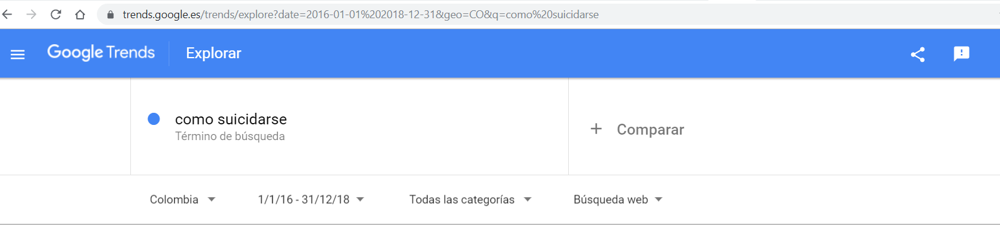 trends.google.es/trends/explore?date=2016-01-01%202018-12-31&geo=CO&q=como%20suicidarse
Google Trends
Explorar
como suicidarse
Término de búsqueda
+ Comparar
Colombia
1/1/16 - 31/12/18
Todas las categorías
Búsqueda web